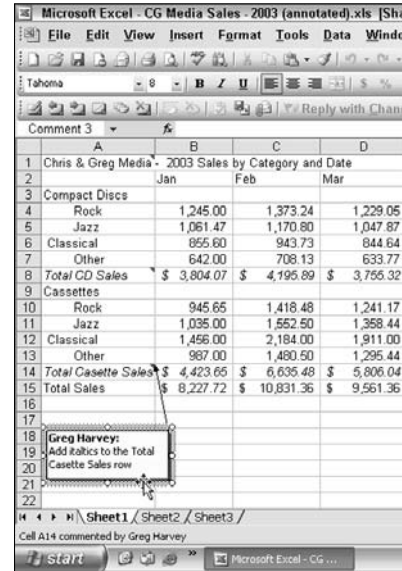 Microsoft Excel - CG Media Sales - 2003 (annotated).xls [Sha
File Edit View Insert Format Tools Data Windo
Tahoma 8 B I U $ %
Reply with Chan
Comment 3 fx
A B C D
1 Chris & Greg Media - 2003 Sales by Category and Date
2 Jan Feb Mar
3 Compact Discs
4 Rock 1,245.00 1,373.24 1,229.05
5 Jazz 1,061.47 1,170.80 1,047.87
6 Classical 855.60 943.73 844.64
7 Other 642.00 708.13 633.77
8 Total CD Sales $ 3,804.07 $ 4,195.89 $ 3,755.32
9 Cassettes
10 Rock 945.65 1,418.48 1,241.17
11 Jazz 1,035.00 1,552.50 1,358.44
12 Classical 1,456.00 2,184.00 1,911.00
13 Other 987.00 1,480.50 1,295.44
14 Total Casette Sales $ 4,423.65 $ 6,635.48 $ 5,806.04
15 Total Sales $ 8,227.72 $ 10,831.36 $ 9,561.36
16
17
18 Greg Harvey:
19 Add italtics to the Total
20 Casette Sales row
21
22
Sheet1 / Sheet2 / Sheet3 /
Cell A14 commented by Greg Harvey
start » Microsoft Excel - CG ...